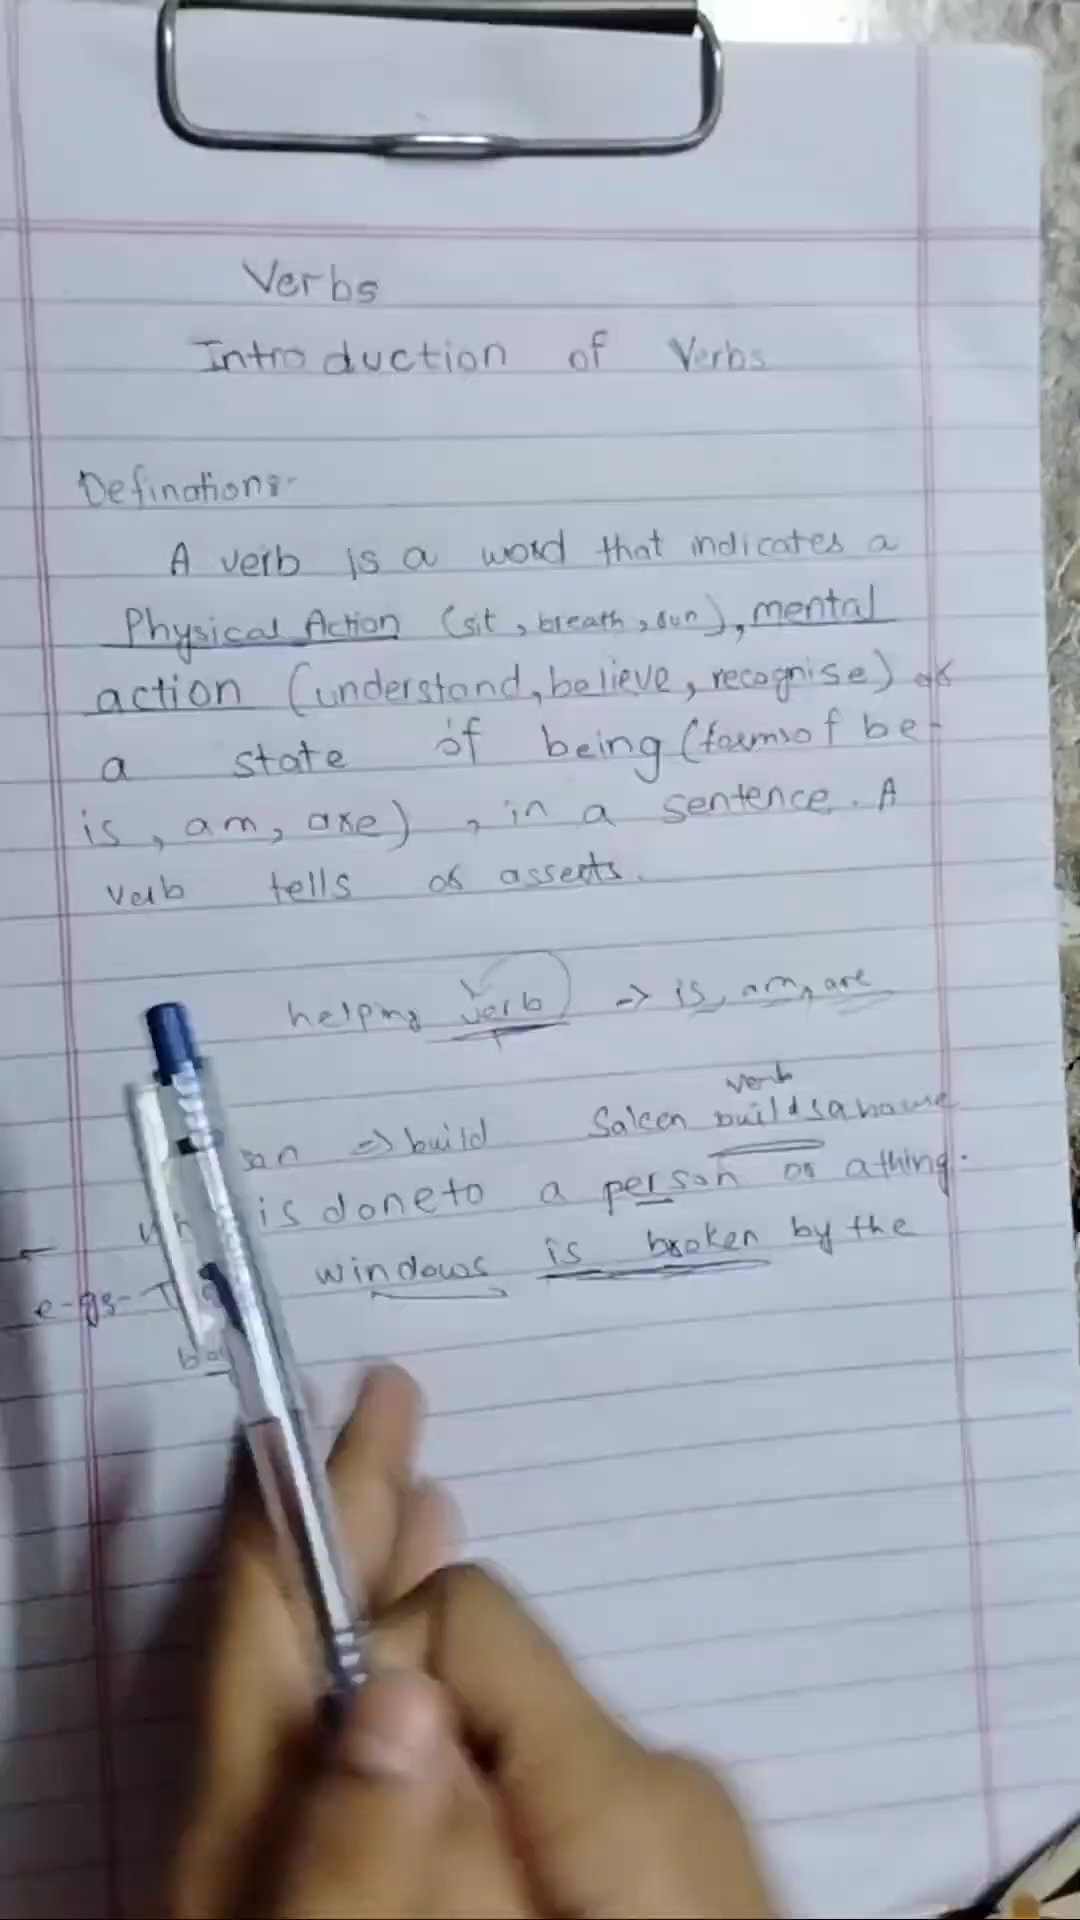 Verbs
Introduction of Verbs
Defination:-
A verb is a word that indicates a
Physical Action (sit, breath, run), mental
action (understand, believe, recognise) or
a state of being (forms of be-
is, am, are), in a sentence. A
verb tells or asserts.
helping verb -> is, am, are
verb
=> build Saleen builds a house
is done to a person or a thing.
e-gs- windows is broken by the